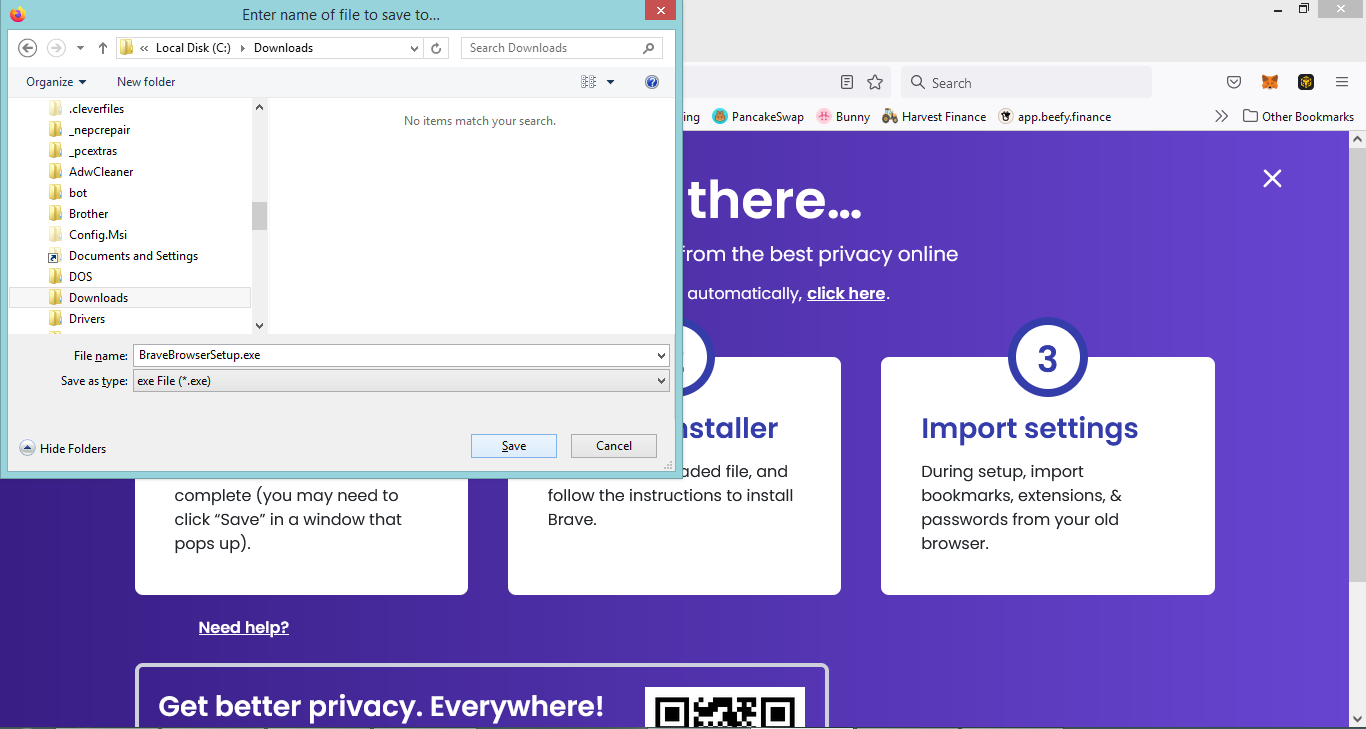 Enter name of file to save to...
« Local Disk (C:) Downloads
Search Downloads
Organize
New folder
.cleverfiles
_nepcrepair
_pcextras
AdwCleaner
bot
Brother
Config.Msi
Documents and Settings
DOS
Downloads
Drivers
No items match your search.
File name: BraveBrowserSetup.exe
Save as type: exe File (*.exe)
Hide Folders
Save
Cancel
Search
ing
PancakeSwap
Bunny
Harvest Finance
app.beefy.finance
Other Bookmarks
there...
from the best privacy online
automatically, click here.
complete (you may need to
click “Save” in a window that
pops up).
nstaller
aded file, and
follow the instructions to install
Brave.
3
Import settings
During setup, import
bookmarks, extensions, &
passwords from your old
browser.
Need help?
Get better privacy. Everywhere!